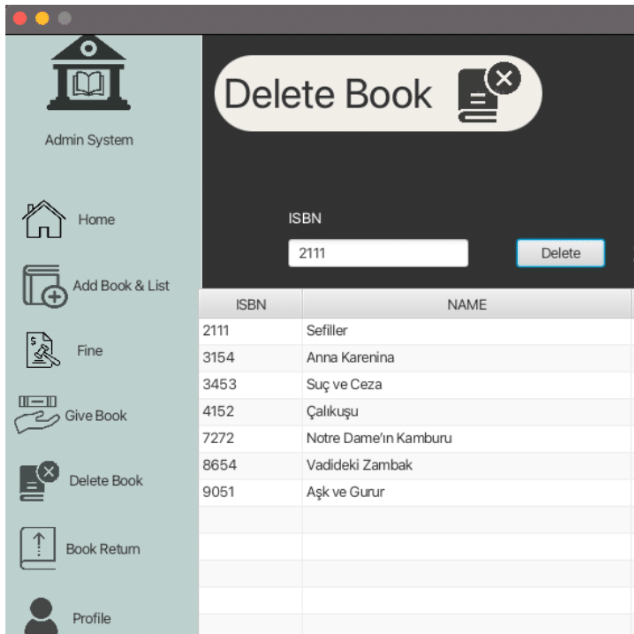 Delete Book
Admin System
Home
Add Book & List
Fine
Give Book
Delete Book
Book Return
Profile
ISBN
2111
Delete
ISBN NAME
2111 Sefiller
3154 Anna Karenina
3453 Suç ve Ceza
4152 Çalıkuşu
7272 Notre Dame'ın Kamburu
8654 Vadideki Zambak
9051 Aşk ve Gurur